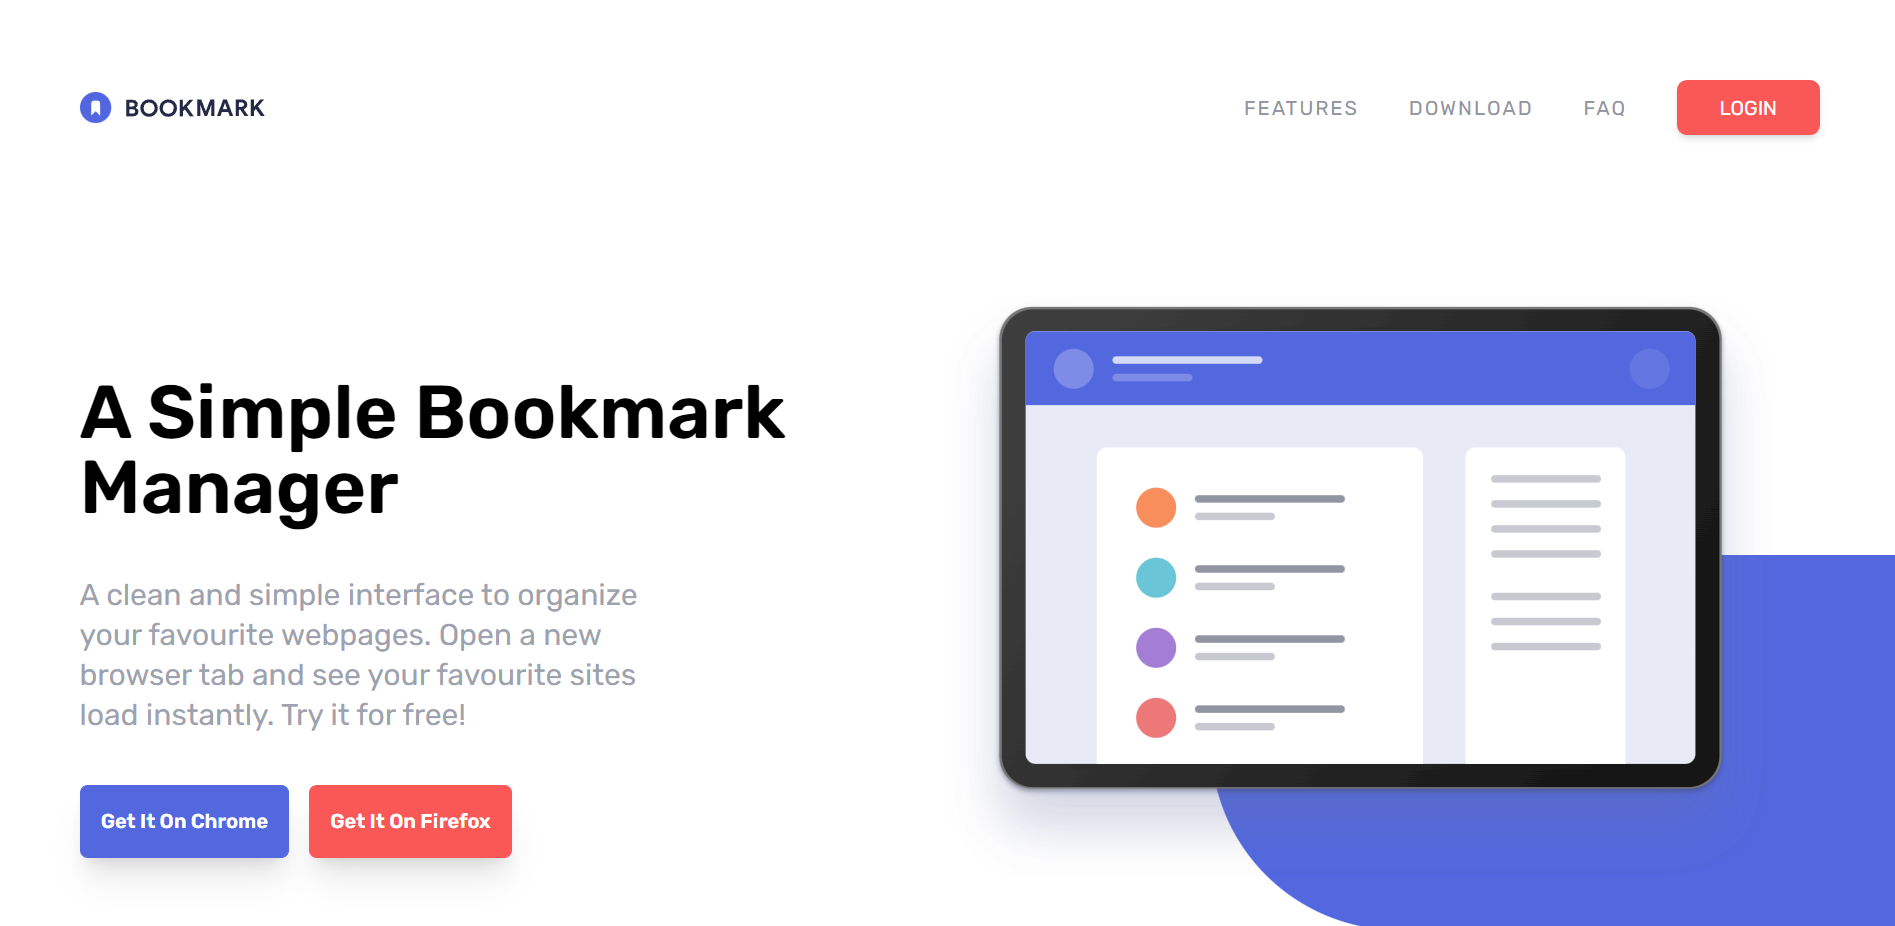 BOOKMARK
FEATURES DOWNLOAD FAQ LOGIN
A Simple Bookmark
Manager
A clean and simple interface to organize
your favourite webpages. Open a new
browser tab and see your favourite sites
load instantly. Try it for free!
Get It On Chrome Get It On Firefox